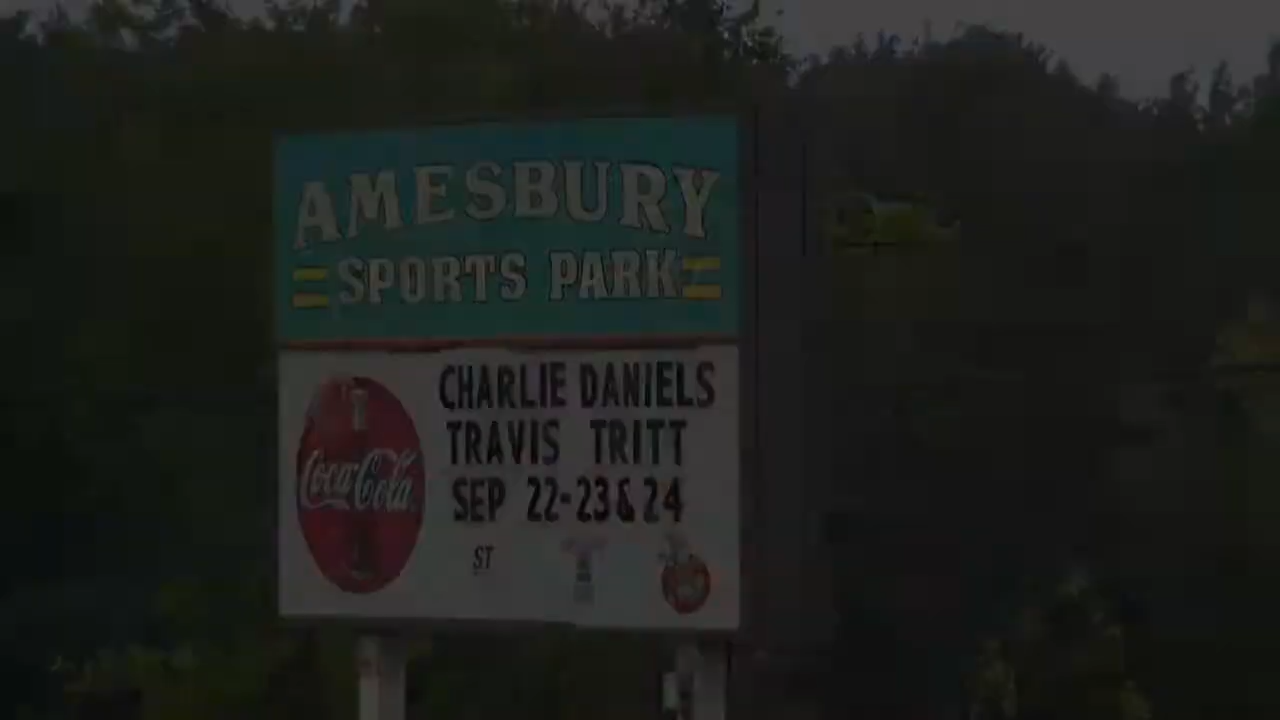 AMESBURY
SPORTS PARK
CHARLIE DANIELS
TRAVIS TRITT
SEP 22-23 & 24
Coca-Cola
ST